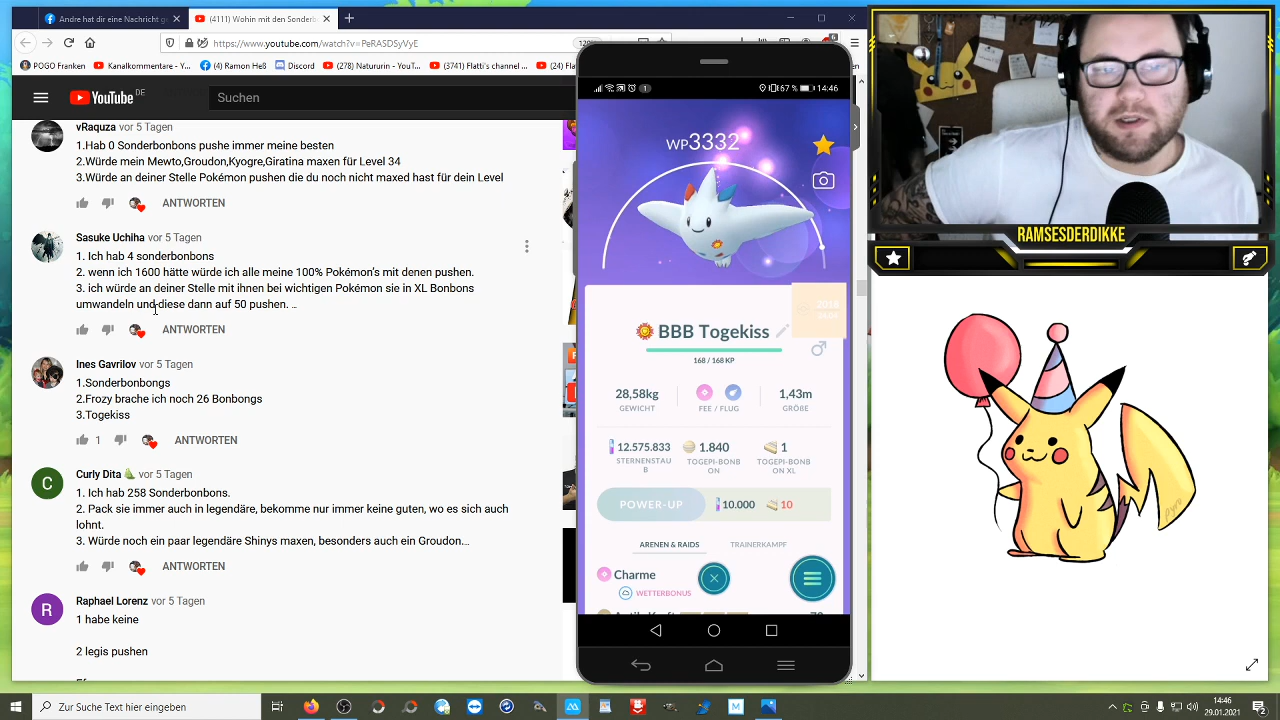 Andre hat dir eine Nachricht g
(4111) Wohin mit den Sonderb
https://www.youtube.com/watch?v=PeRASDSyVyE
POGO Franken
Kanalkommentare - Y...
(4) Ramon Heß
Discord
(278) Natururin - YouT...
(3741) Flatti's channel ...
(24) Flatti
YouTube DE
Suchen
vRaquza vor 5 Tagen
1.Hab 0 Sonderbonbons pushe immer meine besten
2.Würde mein Mewto,Groudon,Kyogre,Giratina maxen für Level 34
3.Würde an deiner Stelle Pokémon pushen die du noch nicht maxed hast für dein Level
ANTWORTEN
Sasuke Uchiha vor 5 Tagen
1. Ich hab 4 sonderbonbons
2. wenn ich 1600 hätte würde ich alle meine 100% Pokémon's mit denen pushen.
3. ich würde an deiner Stelle mit ihnen bei wichtigen Pokémon sie in XL Bonbons
umwandeln und diese dann auf 50 pushen. ..
ANTWORTEN
Ines Gavrilov vor 5 Tagen
1.Sonderbonbongs
2.Frozy brache ich noch 26 Bonbongs
3.Togekiss
1 ANTWORTEN
C
Curly Dita vor 5 Tagen
1. Ich hab 258 Sonderbonbons.
2. Pack sie immer auch in legendäre, bekomme nur immer keine guten, wo es sich auch
lohnt.
3. Würde noch ein paar legendäre Shinys maxen, besonders auch ein Groudon...
ANTWORTEN
R
Raphael Lorenz vor 5 Tagen
1 habe keine
2 legis pushen
1
67 % 14:46
WP3332
BBB Togekiss
168 / 168 KP
28,58kg
GEWICHT
FEE / FLUG
1,43m
GRÖßE
12.575.833
STERNENSTAU
B
1.840
TOGEPI-BONB
ON
1
TOGEPI-BONB
ON XL
POWER-UP 10.000 10
ARENEN & RAIDS
TRAINERKAMPF
Charme
WETTERBONUS
RAMSESDERDIKKE
PYRO
Zur Suche Text hier eingeben
M
14:46
29.01.2021
2